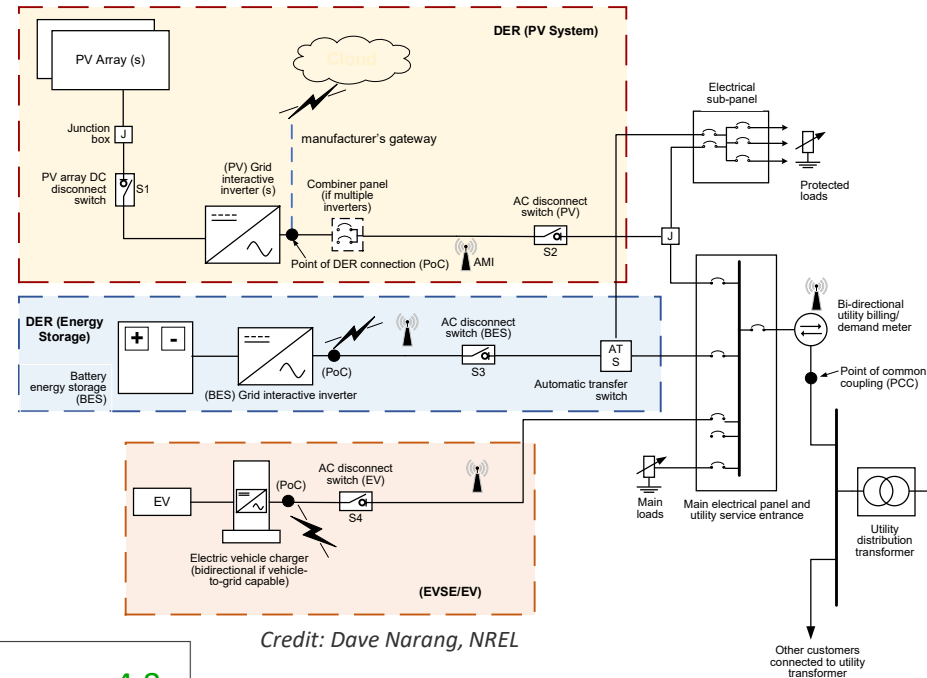 DER (PV System)
PV Array (s)
Cloud
Junction
box
J
manufacturer's gateway
PV array DC
disconnect
switch
S1
(PV) Grid
interactive
inverter (s)
Combiner panel
(if multiple
inverters)
AC disconnect
switch (PV)
S2
Point of DER connection (PoC)
AMI
Electrical
sub-panel
Protected
loads
J
DER (Energy
Storage)
+ -
Battery
energy storage
(BES)
(BES) Grid interactive inverter
(PoC)
AC disconnect
switch (BES)
S3
AT
S
Automatic transfer
switch
Bi-directional
utility billing/
demand meter
Point of common
coupling (PCC)
EV
(PoC)
AC disconnect
switch (EV)
S4
Electric vehicle charger
(bidirectional if vehicle-
to-grid capable)
(EVSE/EV)
Main
loads
Main electrical panel and
utility service entrance
Utility
distribution
transformer
Other customers
connected to utility
transformer
Credit: Dave Narang, NREL